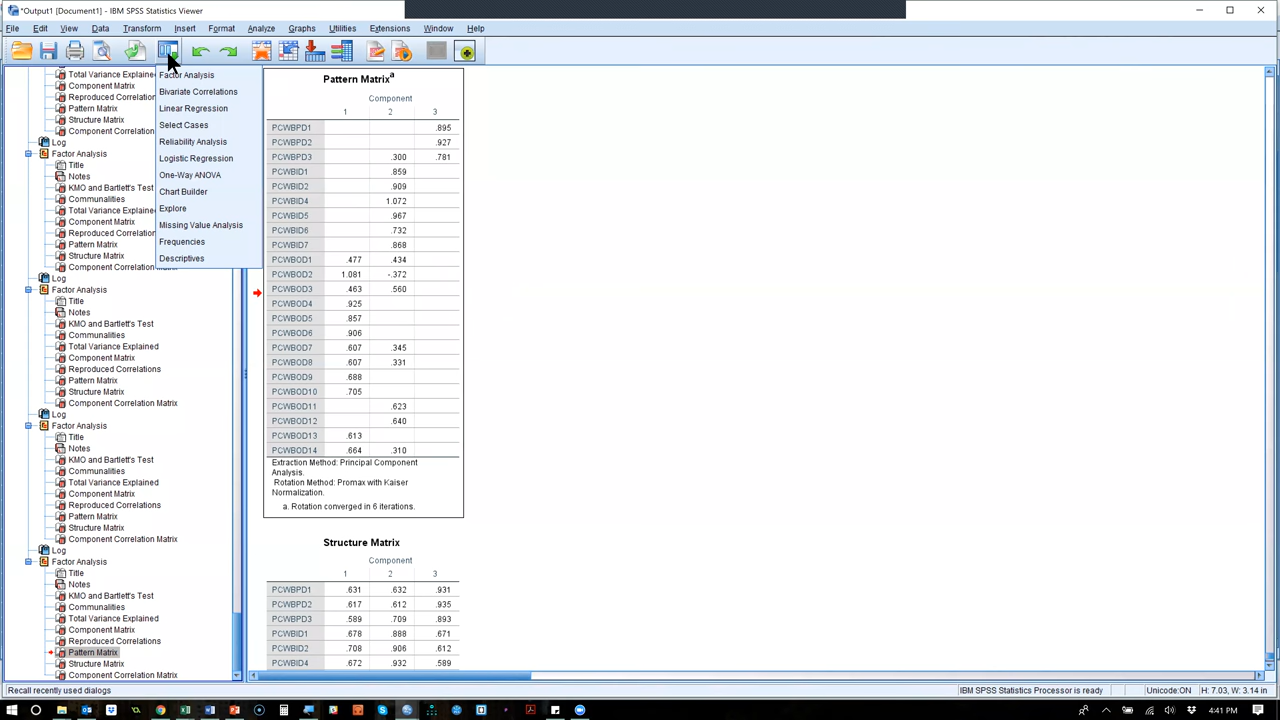 *Output1 [Document1] - IBM SPSS Statistics Viewer
File Edit View Data Transform Insert Format Analyze Graphs Utilities Extensions Window Help
Total Variance Explained
Component Matrix
Reproduced Correlation
Pattern Matrix
Structure Matrix
Component Correlation
Log
Factor Analysis
Title
Notes
KMO and Bartlett's Test
Communalities
Total Variance Explained
Component Matrix
Reproduced Correlation
Pattern Matrix
Structure Matrix
Component Correlation Matrix
Log
Factor Analysis
Title
Notes
KMO and Bartlett's Test
Communalities
Total Variance Explained
Component Matrix
Reproduced Correlations
Pattern Matrix
Structure Matrix
Component Correlation Matrix
Log
Factor Analysis
Title
Notes
KMO and Bartlett's Test
Communalities
Total Variance Explained
Component Matrix
Reproduced Correlations
Pattern Matrix
Structure Matrix
Component Correlation Matrix
Log
Factor Analysis
Title
Notes
KMO and Bartlett's Test
Communalities
Total Variance Explained
Component Matrix
Reproduced Correlations
Pattern Matrix
Structure Matrix
Component Correlation Matrix
Factor Analysis
Bivariate Correlations
Linear Regression
Select Cases
Reliability Analysis
Logistic Regression
One-Way ANOVA
Chart Builder
Explore
Missing Value Analysis
Frequencies
Descriptives
Pattern Matrixa
Component
1 2 3
PCWBPD1 .895
PCWBPD2 .927
PCWBPD3 .300 .781
PCWBID1 .859
PCWBID2 .909
PCWBID4 1.072
PCWBID5 .967
PCWBID6 .732
PCWBID7 .868
PCWBOD1 .477 .434
PCWBOD2 1.081 -.372
PCWBOD3 .463 .560
PCWBOD4 .925
PCWBOD5 .857
PCWBOD6 .906
PCWBOD7 .607 .345
PCWBOD8 .607 .331
PCWBOD9 .688
PCWBOD10 .705
PCWBOD11 .623
PCWBOD12 .640
PCWBOD13 .613
PCWBOD14 .664 .310
Extraction Method: Principal Component
Analysis.
Rotation Method: Promax with Kaiser
Normalization.
a. Rotation converged in 6 iterations.
Structure Matrix
Component
1 2 3
PCWBPD1 .631 .632 .931
PCWBPD2 .617 .612 .935
PCWBPD3 .589 .709 .893
PCWBID1 .678 .888 .671
PCWBID2 .708 .906 .612
PCWBID4 .672 .932 .589
Recall recently used dialogs
IBM SPSS Statistics Processor is ready
Unicode:ON
H: 7.03, W: 3.14 in
4:41 PM